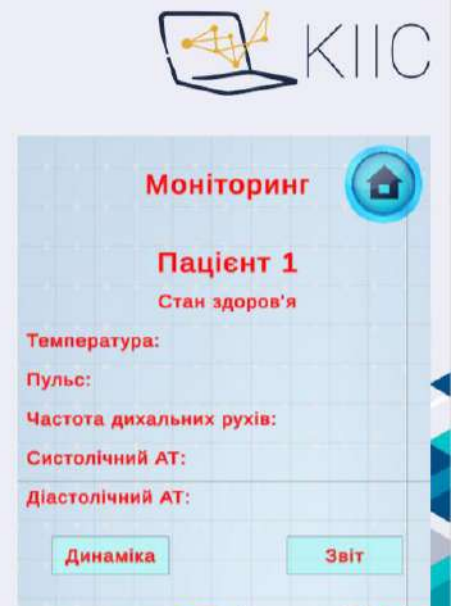 КІІС
Моніторинг
Пацієнт 1
Стан здоров'я
Температура:
Пульс:
Частота дихальних рухів:
Систолічний АТ:
Діастолічний АТ:
Динаміка
Звіт